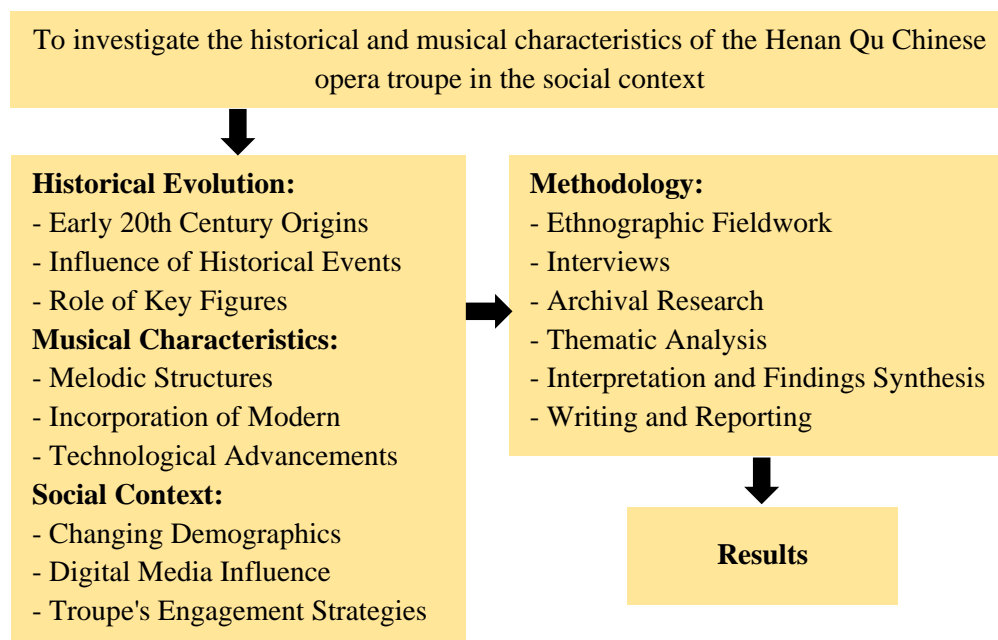 To investigate the historical and musical characteristics of the Henan Qu Chinese
opera troupe in the social context
Historical Evolution:
- Early 20th Century Origins
- Influence of Historical Events
- Role of Key Figures
Musical Characteristics:
- Melodic Structures
- Incorporation of Modern
- Technological Advancements
Social Context:
- Changing Demographics
- Digital Media Influence
- Troupe's Engagement Strategies
Methodology:
- Ethnographic Fieldwork
- Interviews
- Archival Research
- Thematic Analysis
- Interpretation and Findings Synthesis
- Writing and Reporting
Results